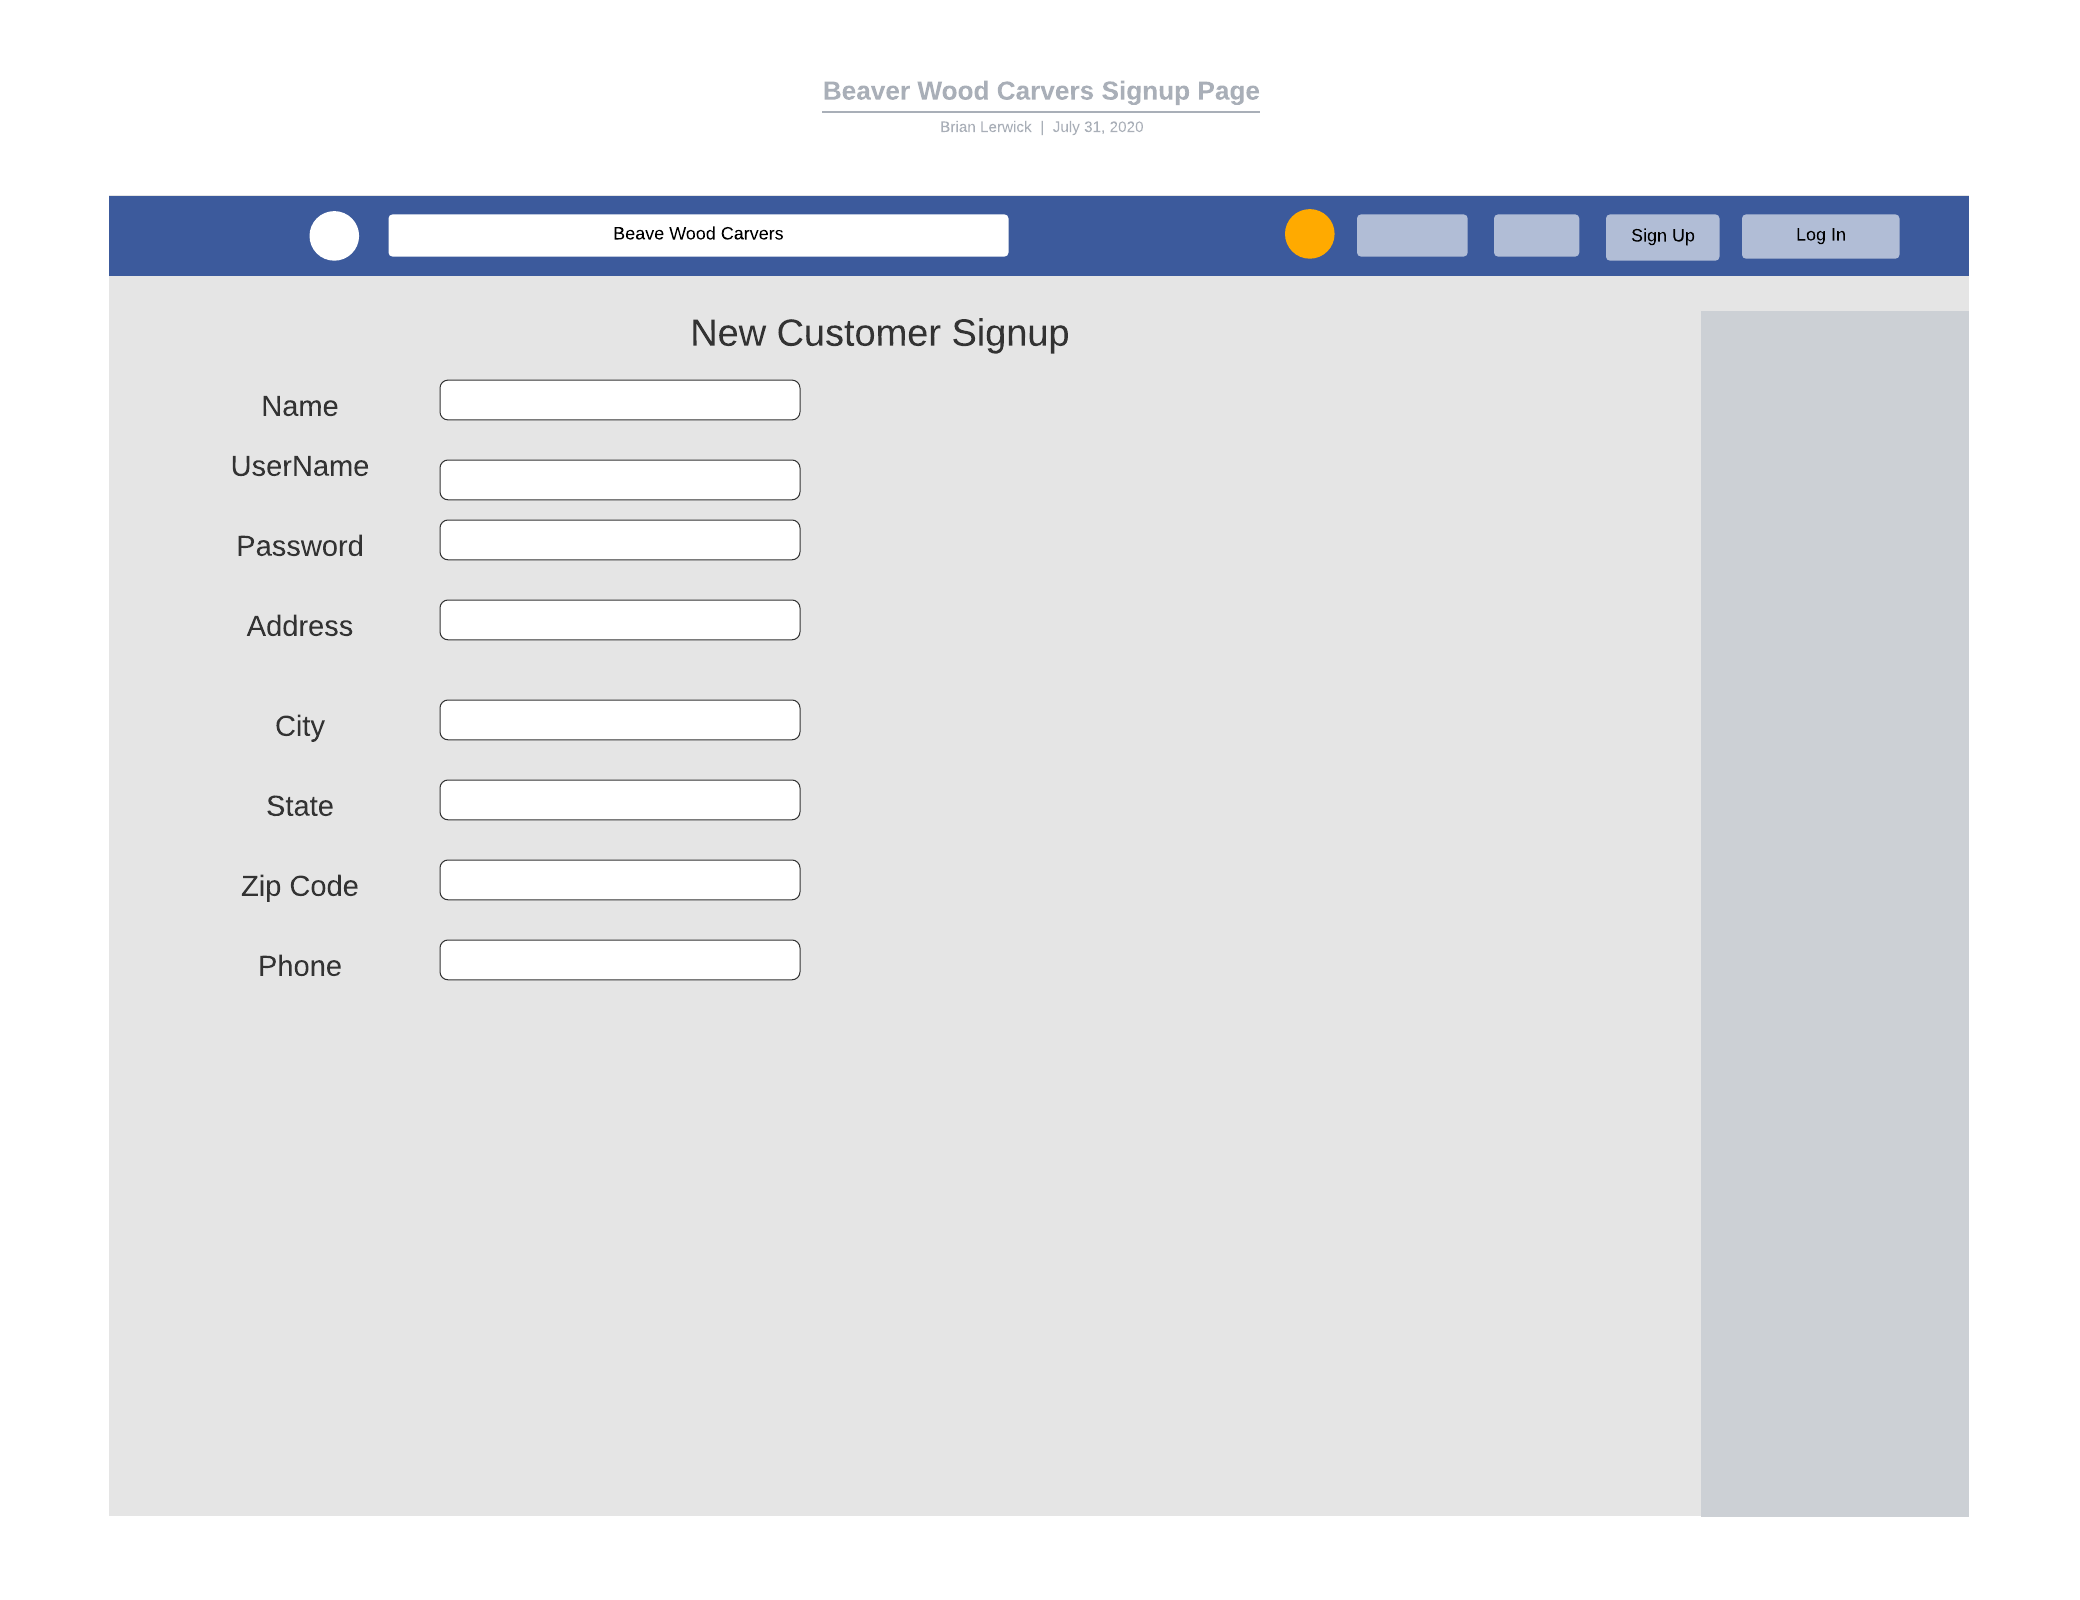 Beaver Wood Carvers Signup Page
Brian Lerwick | July 31, 2020
Beave Wood Carvers
Sign Up
Log In
New Customer Signup
Name
UserName
Password
Address
City
State
Zip Code
Phone